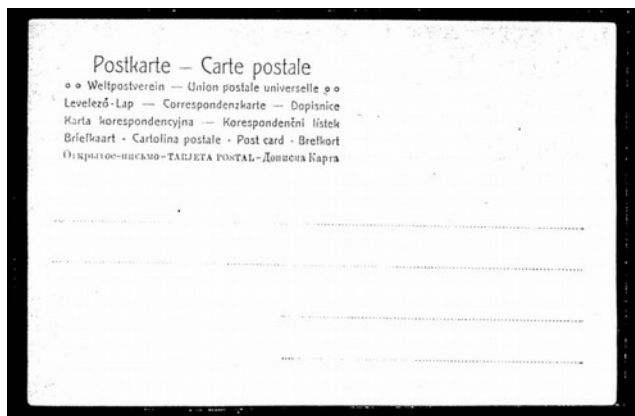 Postkarte — Carte postale
∘ ∘ Weltpostverein — Union postale universelle ∘ ∘
Levelező-Lap — Correspondenzkarte — Dopisnice
Karta korespondencyjna — Korespondenční lístek
Briefkaart - Cartolina postale - Post card - Brefkort
Открытое-письмо-TARJETA POSTAL-Дописна Карта